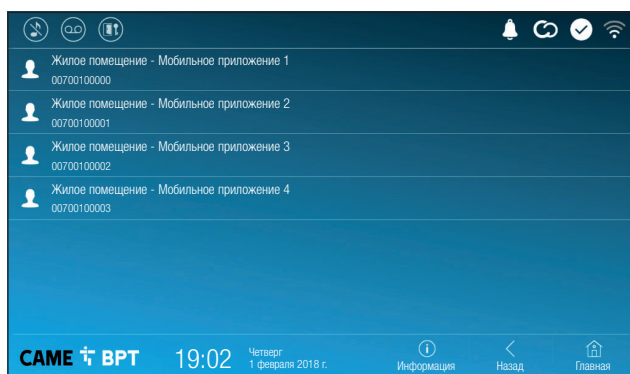 Жилое помещение - Мобильное приложение 1
00700100000
Жилое помещение - Мобильное приложение 2
00700100001
Жилое помещение - Мобильное приложение 3
00700100002
Жилое помещение - Мобильное приложение 4
00700100003
CAME BPT 19:02 Четверг
1 февраля 2018 г.
Информация Назад Главная